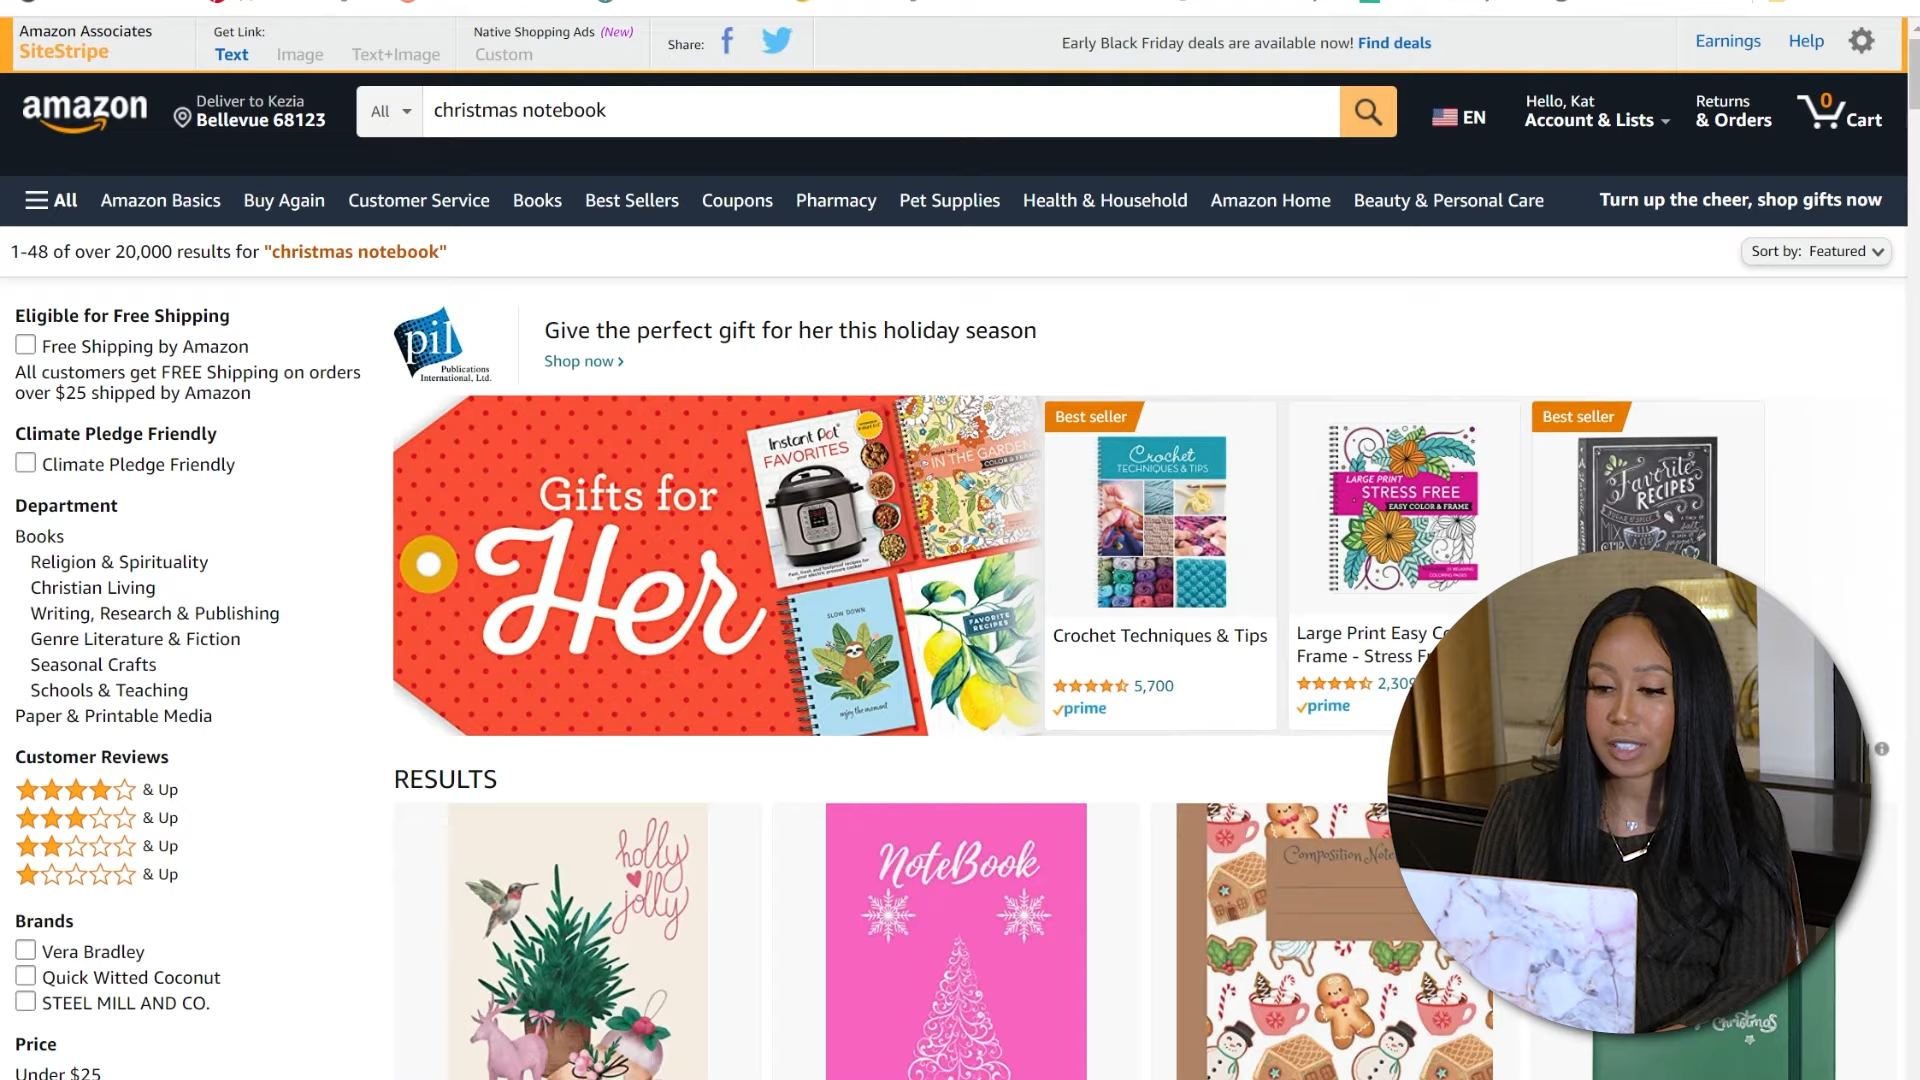 Amazon Associates
SiteStripe
Get Link:
Text Image Text+Image
Native Shopping Ads (New)
Custom
Share:
Early Black Friday deals are available now! Find deals
Earnings Help
amazon
Deliver to Kezia
Bellevue 68123
All
christmas notebook
EN
Hello, Kat
Account & Lists
Returns
& Orders
0
Cart
All Amazon Basics Buy Again Customer Service Books Best Sellers Coupons Pharmacy Pet Supplies Health & Household Amazon Home Beauty & Personal Care
Turn up the cheer, shop gifts now
1-48 of over 20,000 results for "christmas notebook"
Sort by: Featured
Eligible for Free Shipping
Free Shipping by Amazon
All customers get FREE Shipping on orders
over $25 shipped by Amazon
Climate Pledge Friendly
Climate Pledge Friendly
Department
Books
Religion & Spirituality
Christian Living
Writing, Research & Publishing
Genre Literature & Fiction
Seasonal Crafts
Schools & Teaching
Paper & Printable Media
Customer Reviews
& Up
& Up
& Up
& Up
Brands
Vera Bradley
Quick Witted Coconut
STEEL MILL AND CO.
Price
Under $25
pil
Publications
International, Ltd.
Give the perfect gift for her this holiday season
Shop now ›
Gifts for
Her
Instant Pot
FAVORITES
IN THE GARDEN
COLOR & FRAME
SLOW DOWN
enjoy the moment
FAVORITE
RECIPES
Best seller
Crochet
TECHNIQUES & TIPS
Crochet Techniques & Tips
5,700
prime
LARGE PRINT
STRESS FREE
EASY COLOR & FRAME
Large Print Easy Co
Frame - Stress F
2,309
prime
Best seller
Favorite
RECIPES
RESULTS
holly
jolly
NoteBook
Composition Note
Christmas